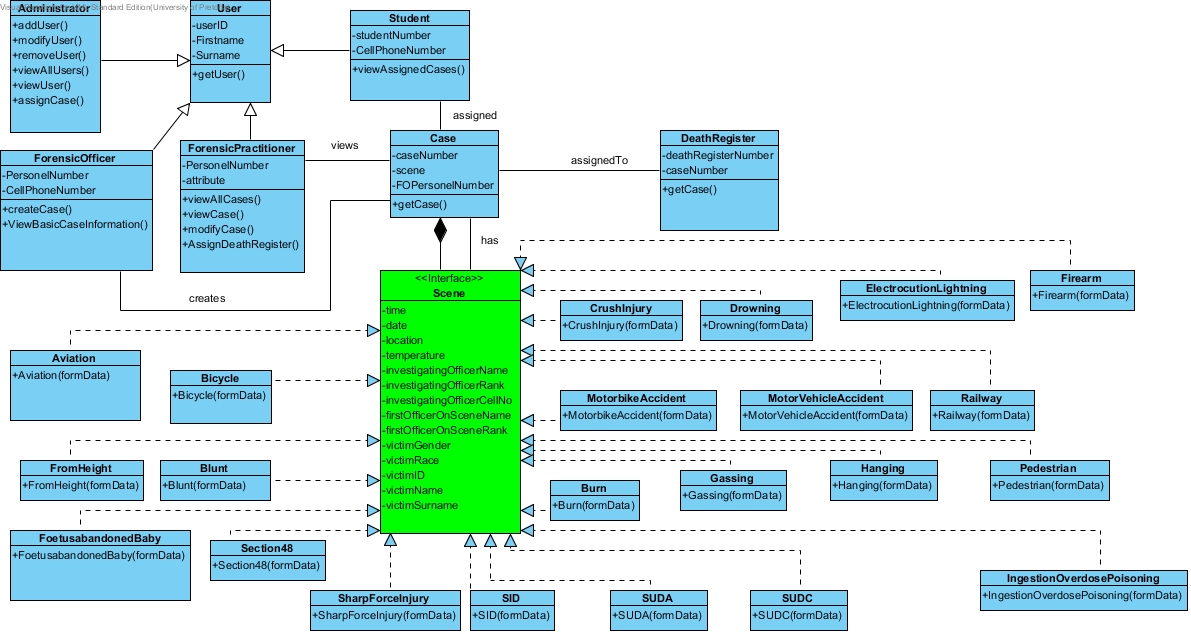 Visual Paradigm Standard Edition(University of Pretoria)
Administrator
+addUser()
+modifyUser()
+removeUser()
+viewAllUsers()
+viewUser()
+assignCase()
User
-userID
-Firstname
-Surname
+getUser()
Student
-studentNumber
-CellPhoneNumber
+viewAssignedCases()
assigned
ForensicOfficer
-PersonelNumber
-CellPhoneNumber
+createCase()
+ViewBasicCaseInformation()
ForensicPractitioner
-PersonelNumber
-attribute
+viewAllCases()
+viewCase()
+modifyCase()
+AssignDeathRegister()
views
Case
-caseNumber
-scene
-FOPersonelNumber
+getCase()
assignedTo
DeathRegister
-deathRegisterNumber
-caseNumber
+getCase()
has
creates
<<Interface>>
Scene
-time
-date
-location
-temperature
-investigatingOfficerName
-investigatingOfficerRank
-investigatingOfficerCellNo
-firstOfficerOnSceneName
-firstOfficerOnSceneRank
-victimGender
-victimRace
-victimID
-victimName
-victimSurname
CrushInjury
+CrushInjury(formData)
Drowning
+Drowning(formData)
ElectrocutionLightning
+ElectrocutionLightning(formData)
Firearm
+Firearm(formData)
Aviation
+Aviation(formData)
Bicycle
+Bicycle(formData)
MotorbikeAccident
+MotorbikeAccident(formData)
MotorVehicleAccident
+MotorVehicleAccident(formData)
Railway
+Railway(formData)
FromHeight
+FromHeight(formData)
Blunt
+Blunt(formData)
Burn
+Burn(formData)
Gassing
+Gassing(formData)
Hanging
+Hanging(formData)
Pedestrian
+Pedestrian(formData)
FoetusabandonedBaby
+FoetusabandonedBaby(formData)
Section48
+Section48(formData)
SharpForceInjury
+SharpForceInjury(formData)
SID
+SID(formData)
SUDA
+SUDA(formData)
SUDC
+SUDC(formData)
IngestionOverdosePoisoning
+IngestionOverdosePoisoning(formData)